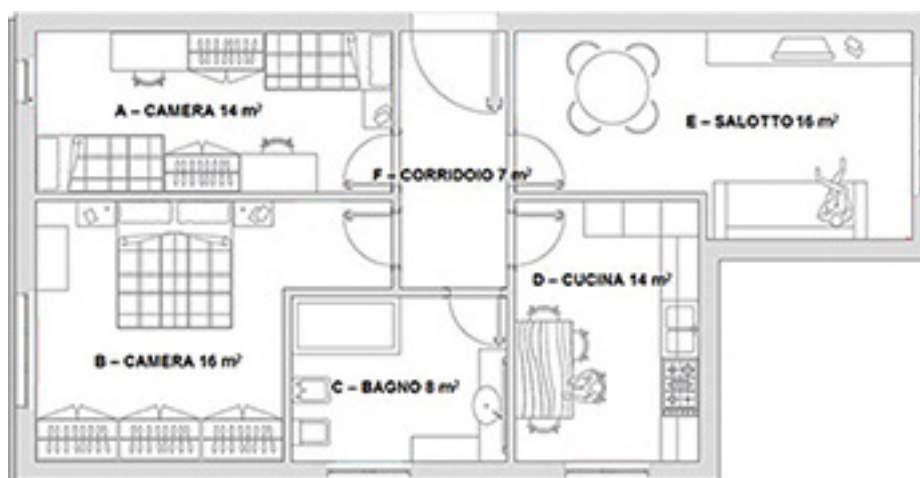 A – CAMERA 14 m²
E – SALOTTO 16 m²
F – CORRIDOIO 7 m²
D – CUCINA 14 m²
B – CAMERA 16 m²
C – BAGNO 8 m²